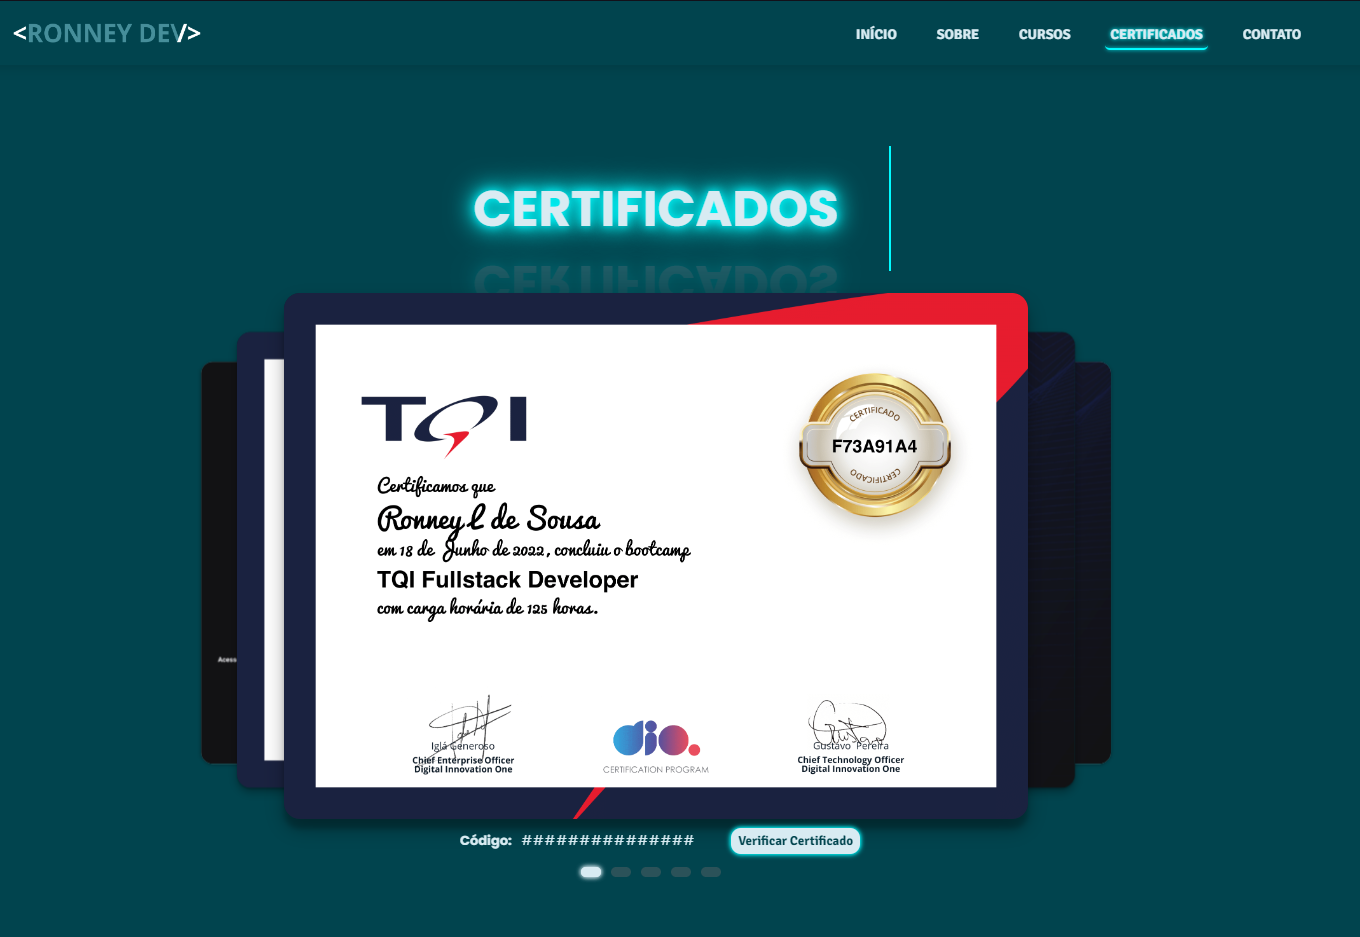 <RONNEY DEV/>
INÍCIO
SOBRE
CURSOS
CERTIFICADOS
CONTATO
CERTIFICADOS
CERTIFICADOS
TQI
CERTIFICADO
F73A91A4
CERTIFICADO
Certificamos que
Ronney L de Sousa
em 18 de Junho de 2022, concluiu o bootcamp
TQI Fullstack Developer
com carga horária de 125 horas.
Acess
Iglá Generoso
Chief Enterprise Officer
Digital Innovation One
dio.
CERTIFICATION PROGRAM
Gustavo Pereira
Chief Technology Officer
Digital Innovation One
Código: ###############
Verificar Certificado